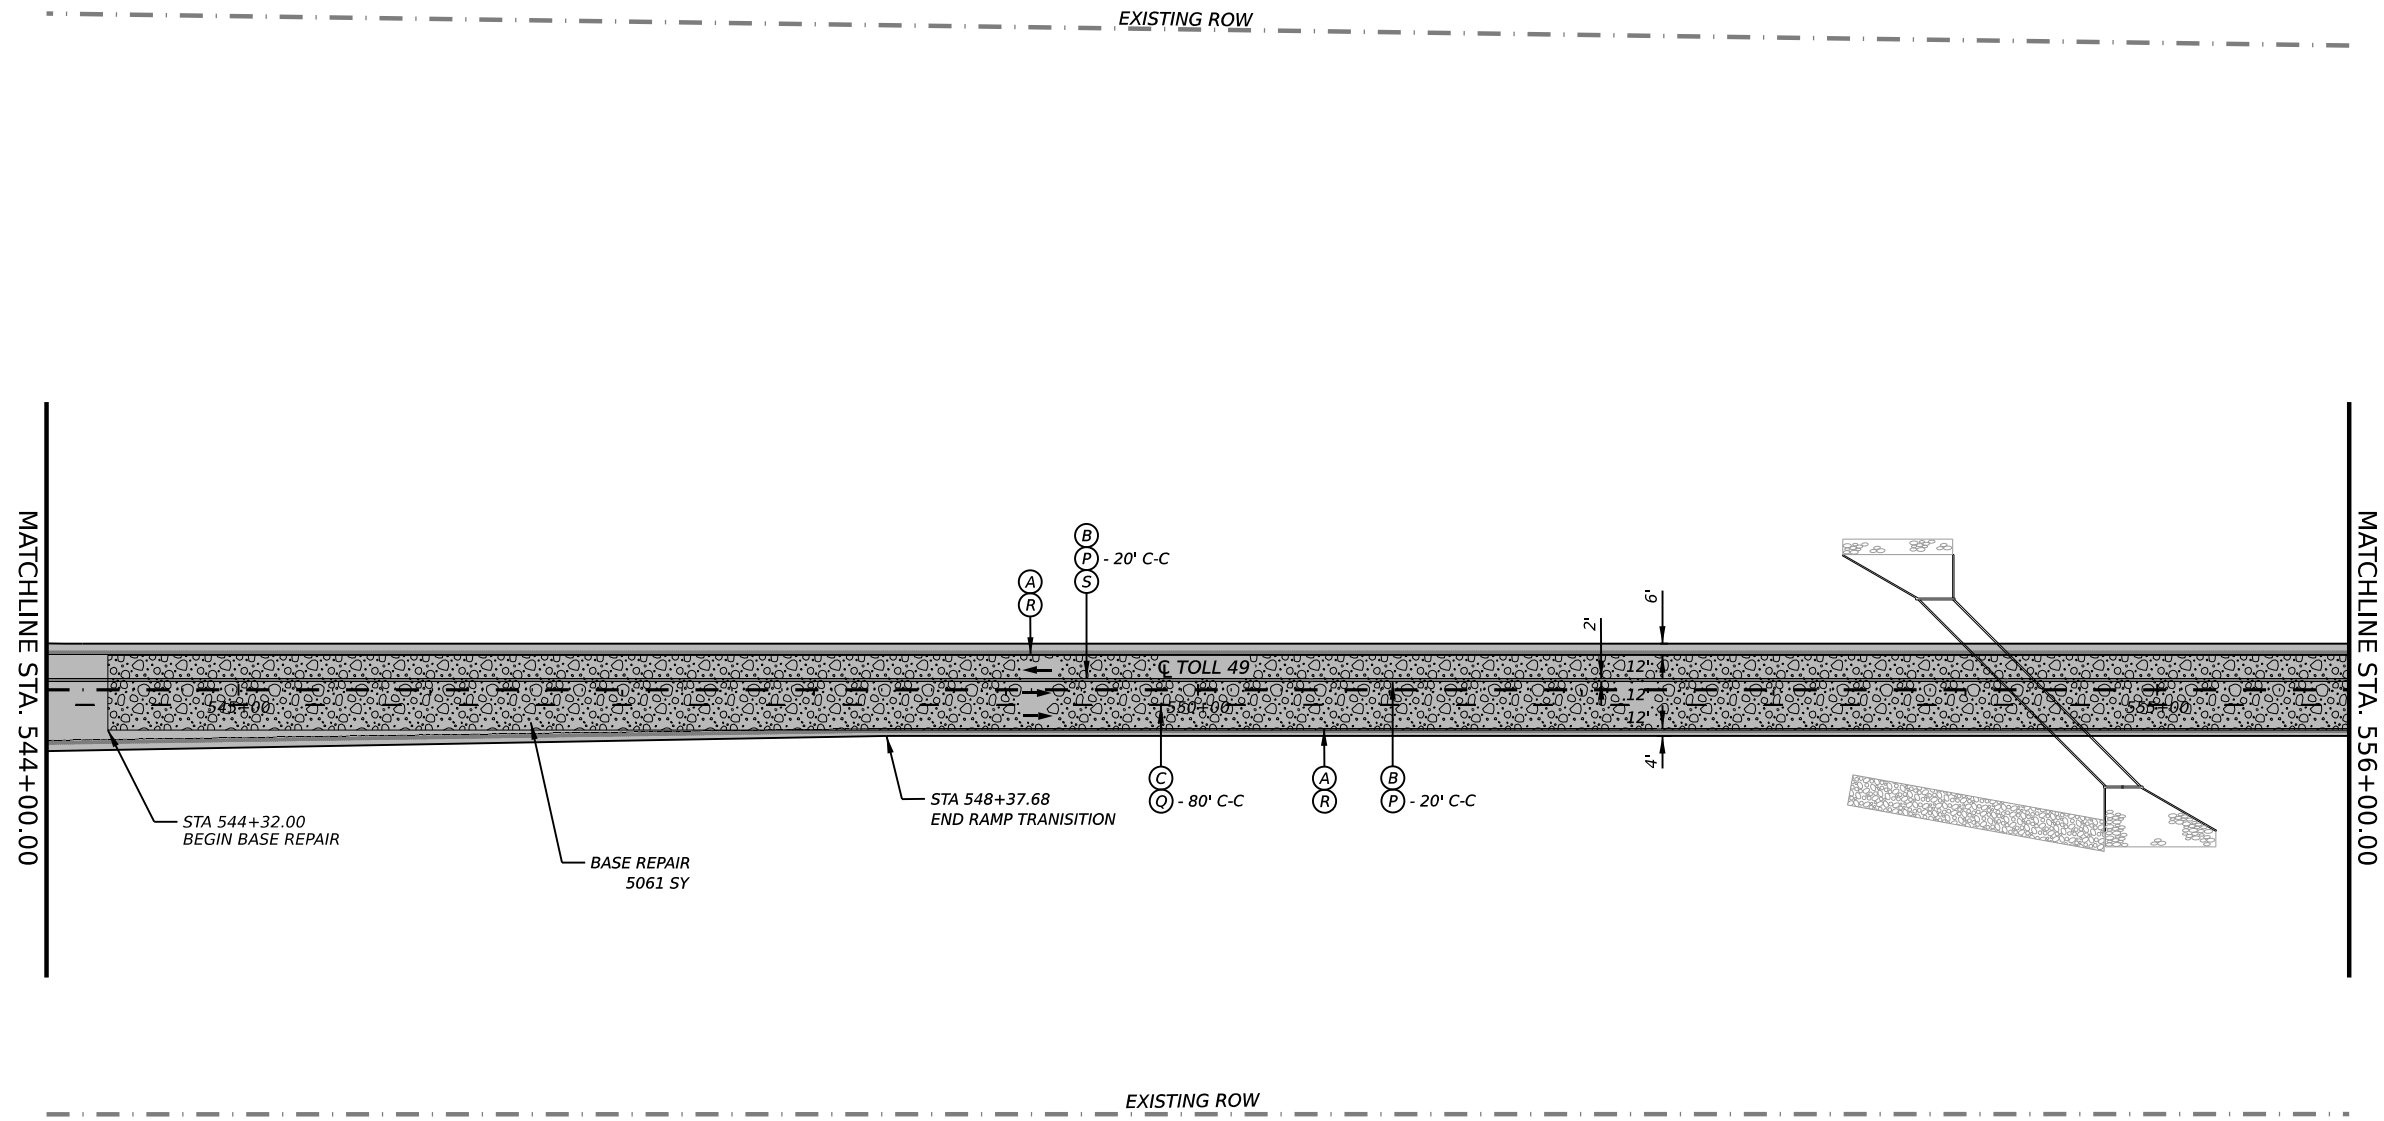 EXISTING ROW
MATCHLINE STA. 544+00.00
MATCHLINE STA. 556+00.00
B
P - 20' C-C
S
A
R
6'
2'
℄ TOLL 49
12'
12'
12'
545+00
550+00
555+00
4'
C
Q - 80' C-C
A
R
B
P - 20' C-C
STA 548+37.68
END RAMP TRANISITION
STA 544+32.00
BEGIN BASE REPAIR
BASE REPAIR
5061 SY
EXISTING ROW